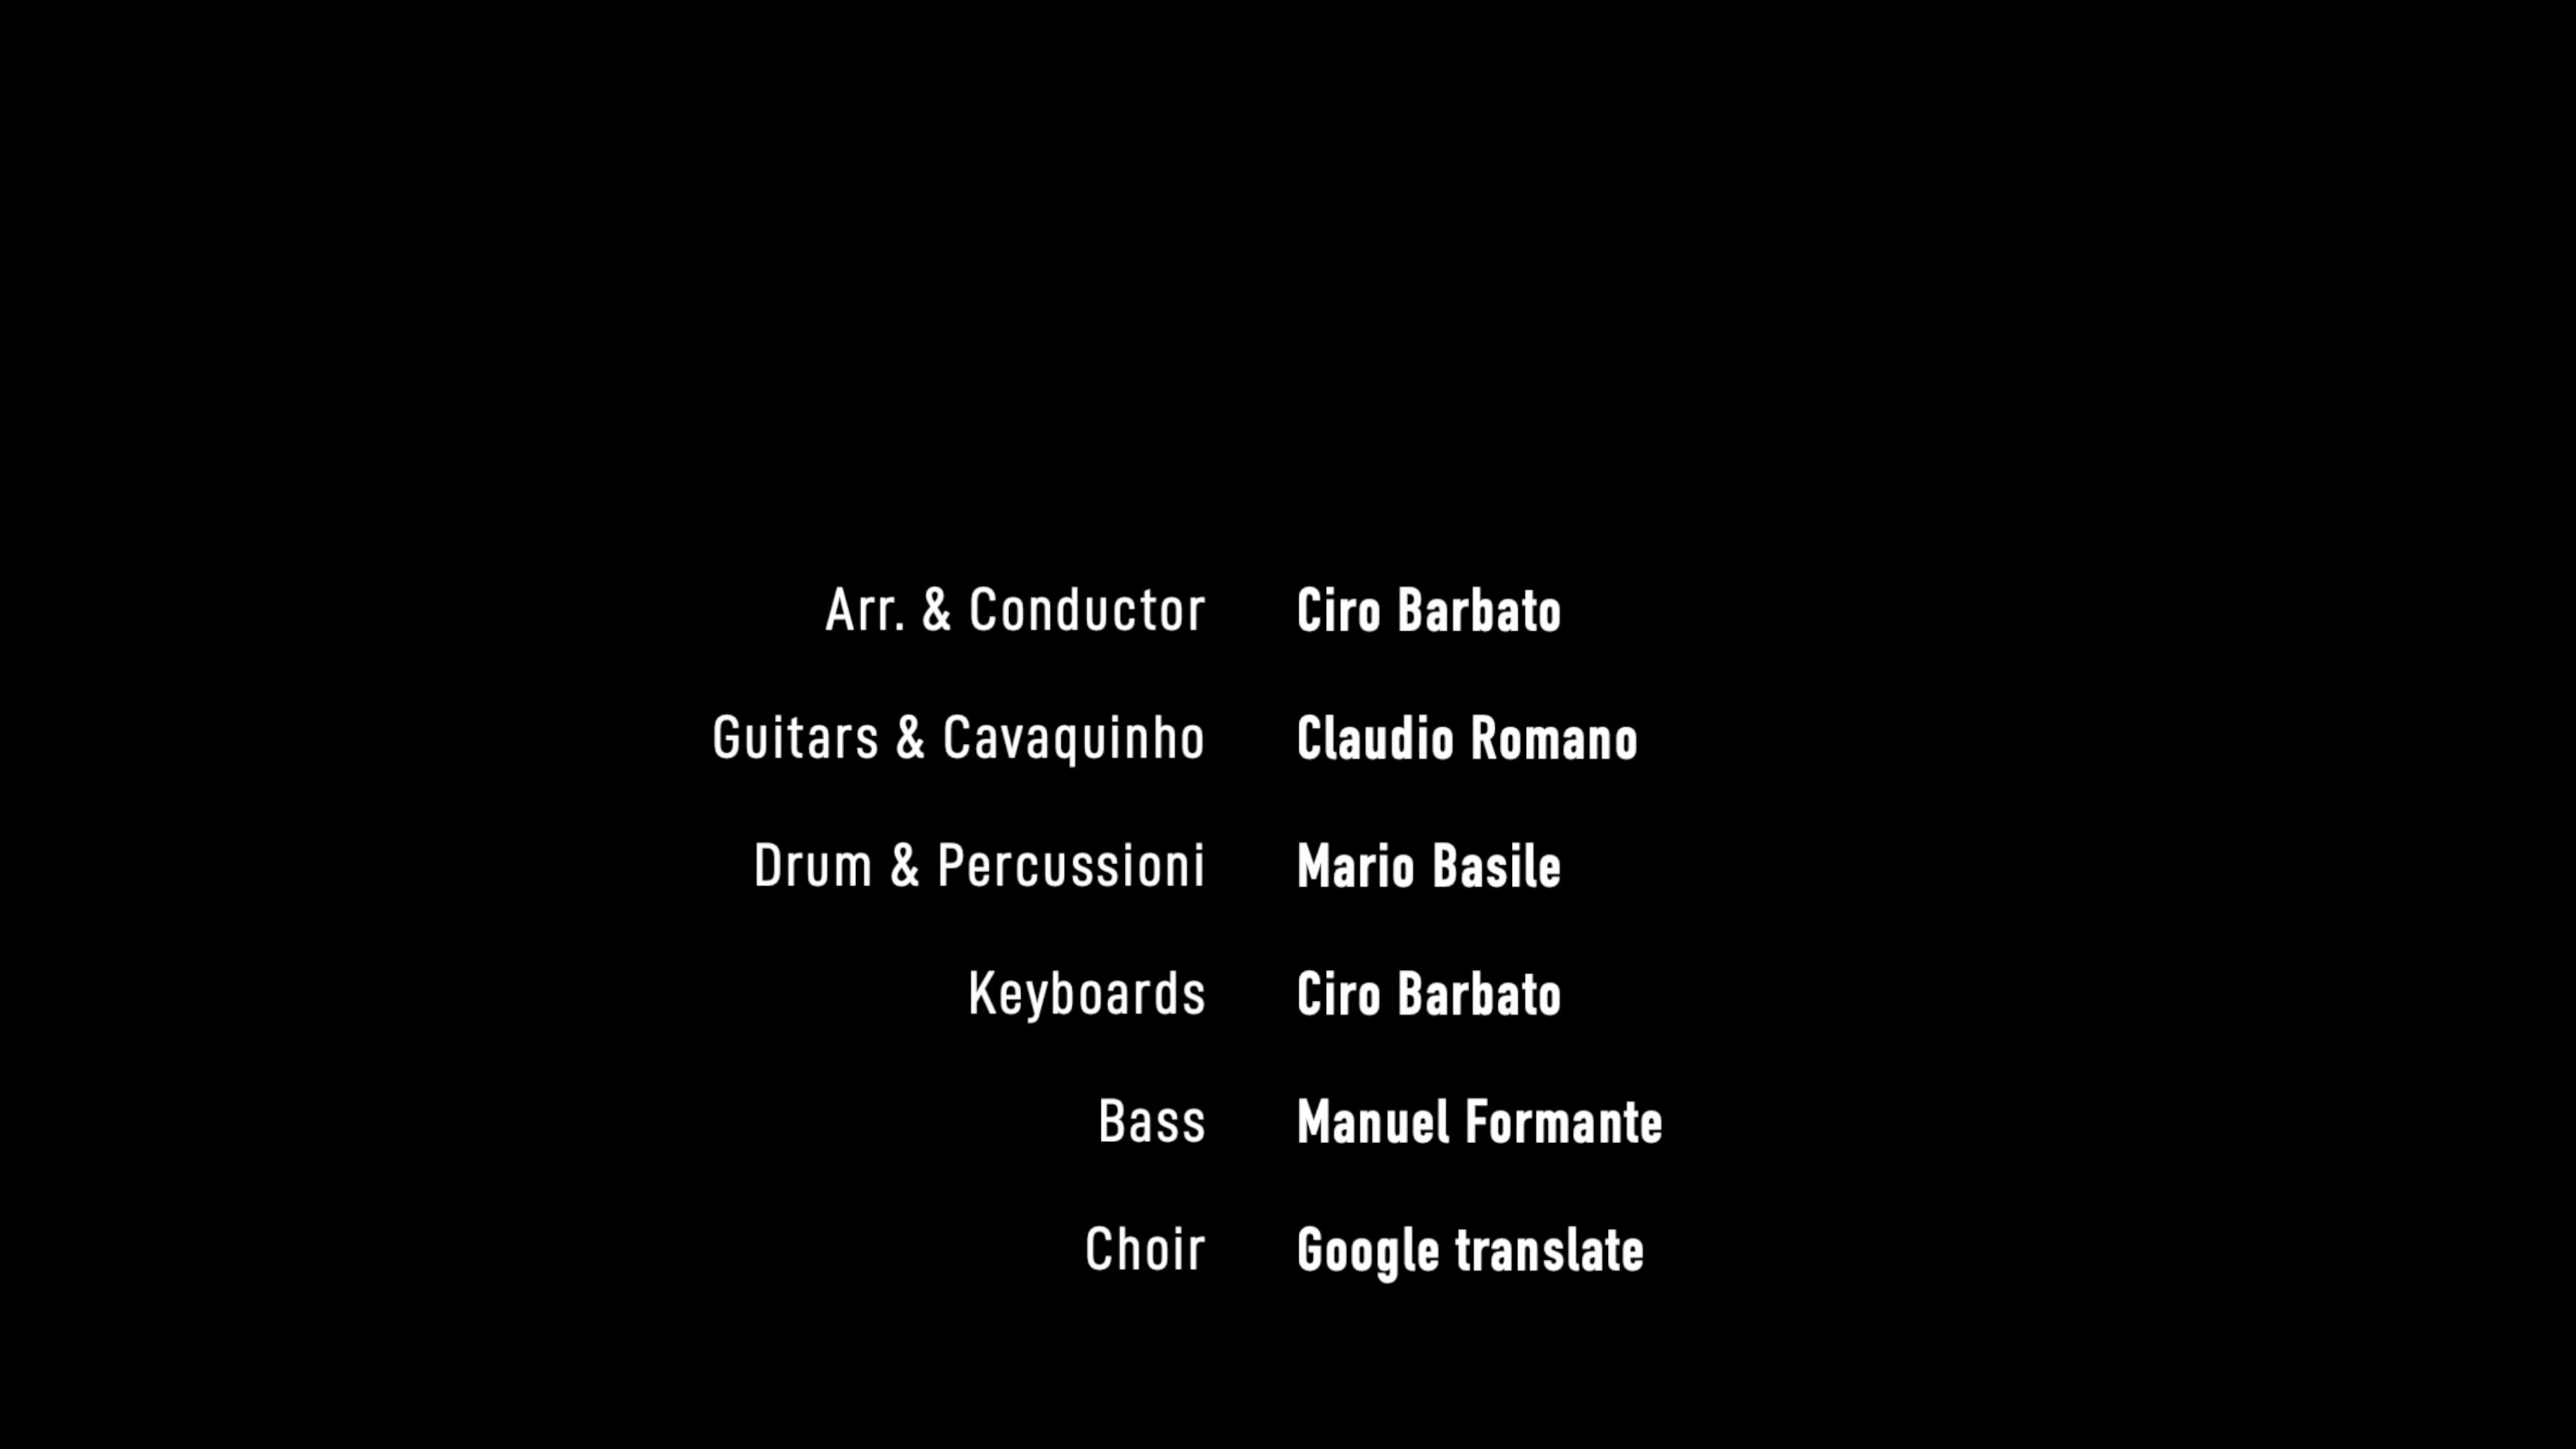 Arr. & Conductor Ciro Barbato
Guitars & Cavaquinho Claudio Romano
Drum & Percussioni Mario Basile
Keyboards Ciro Barbato
Bass Manuel Formante
Choir Google translate